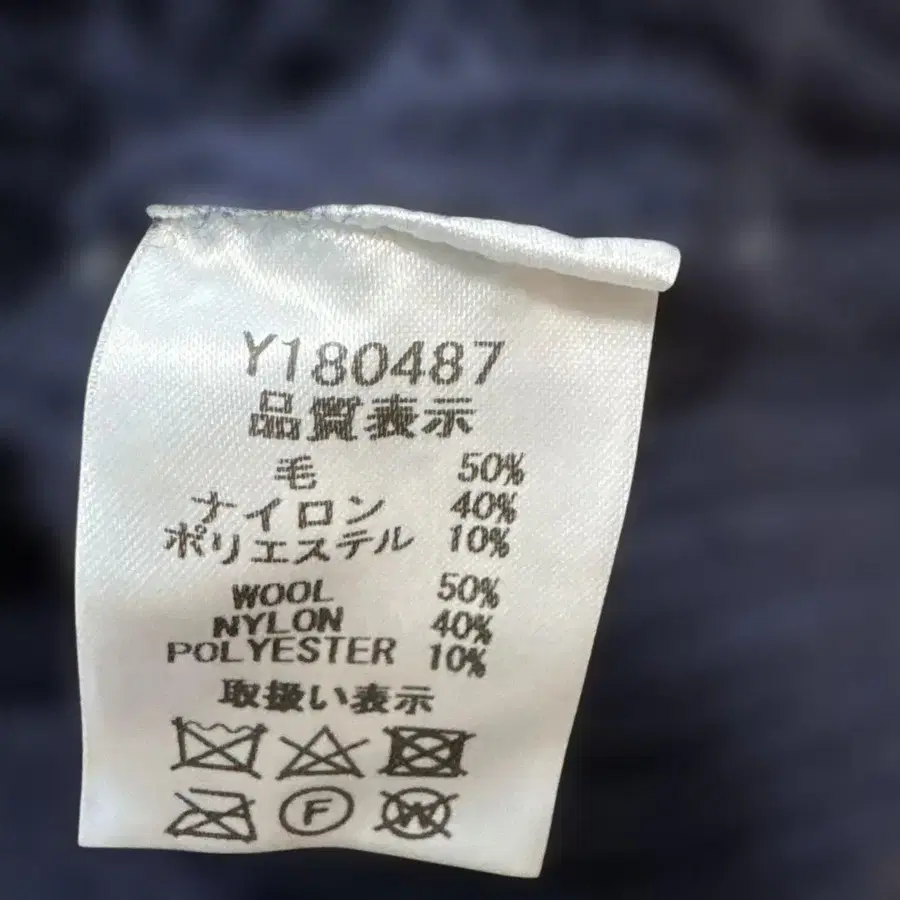 Y180487
品質表示
毛 50%
ナイロン 40%
ポリエステル 10%
WOOL 50%
NYLON 40%
POLYESTER 10%
取扱い表示
F W